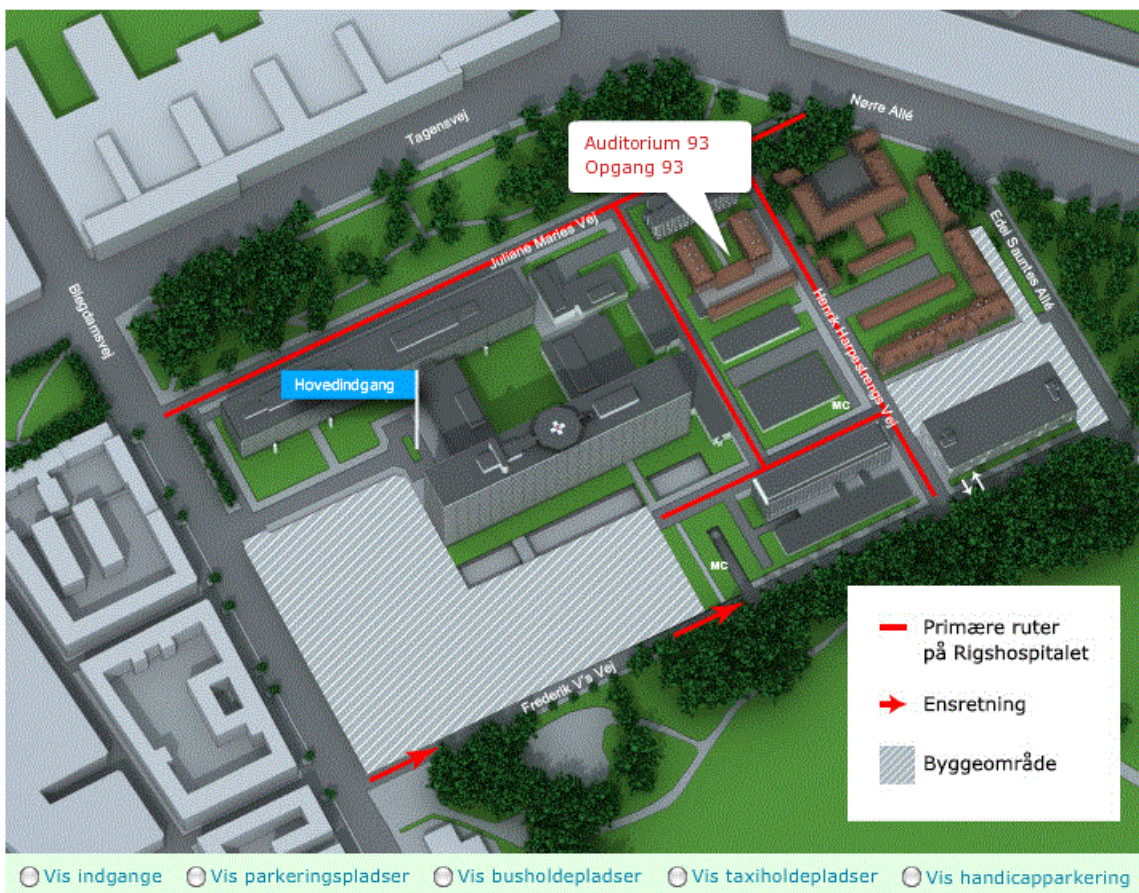 Nørre Allé
Tagensvej
Auditorium 93
Opgang 93
Edel Sauntes Allé
Juliane Maries Vej
Blegdamsvej
Henrik Harpestrengs Vej
Hovedindgang
MC
MC
Primære ruter
på Rigshospitalet
Ensretning
Byggeområde
Frederik V's Vej
Vis indgange
Vis parkeringspladser
Vis busholdepladser
Vis taxiholdepladser
Vis handicapparkering